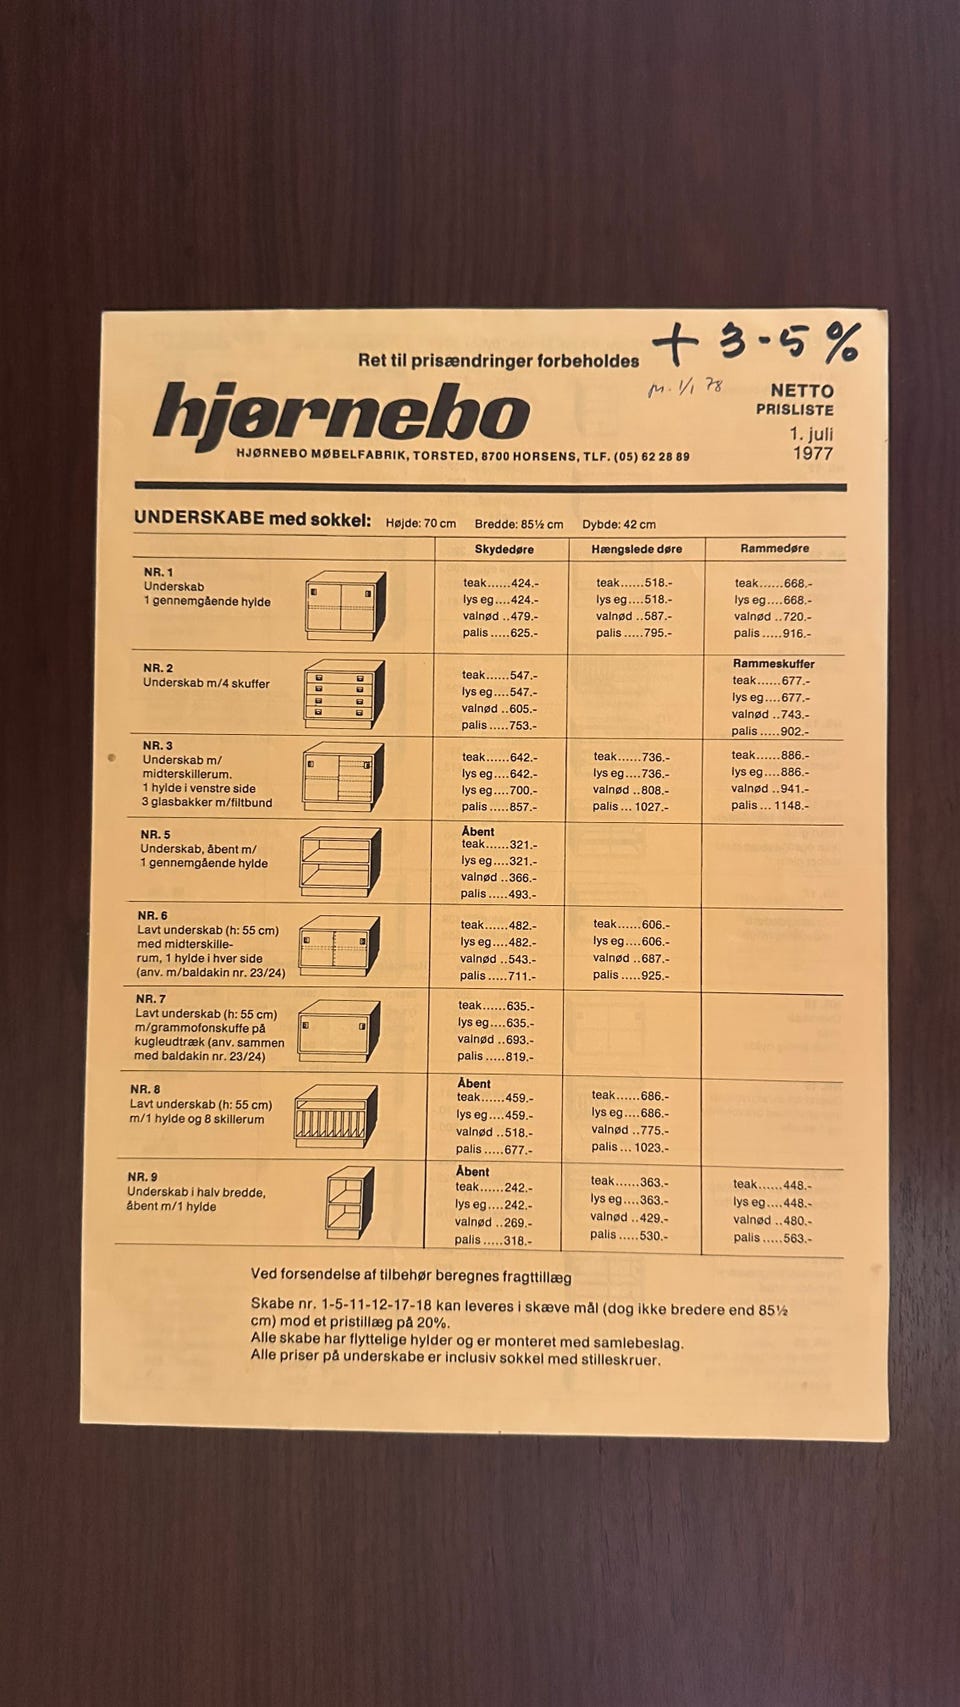 + 3-5 %
Ret til prisændringer forbeholdes
1/1 78
hjørnebo
NETTO
PRISLISTE
1. juli
1977
HJØRNEBO MØBELFABRIK, TORSTED, 8700 HORSENS, TLF. (05) 62 28 89
UNDERSKABE med sokkel: Højde: 70 cm Bredde: 85½ cm Dybde: 42 cm
Skydedøre Hængslede døre Rammedøre
NR. 1
Underskab
1 gennemgående hylde
teak......424.- teak......518.- teak......668.-
lys eg....424.- lys eg....518.- lys eg....668.-
valnød ..479.- valnød ..587.- valnød ..720.-
palis .....625.- palis .....795.- palis .....916.-
NR. 2
Underskab m/4 skuffer
Rammeskuffer
teak......547.- teak......677.-
lys eg....547.- lys eg....677.-
valnød ..605.- valnød ..743.-
palis .....753.- palis .....902.-
NR. 3
Underskab m/
midterskillerum.
1 hylde i venstre side
3 glasbakker m/filtbund
teak......642.- teak......736.- teak......886.-
lys eg....642.- lys eg....736.- lys eg....886.-
lys eg....700.- valnød ..808.- valnød ..941.-
palis .....857.- palis ... 1027.- palis ... 1148.-
NR. 5
Underskab, åbent m/
1 gennemgående hylde
Åbent
teak......321.-
lys eg....321.-
valnød ..366.-
palis .....493.-
NR. 6
Lavt underskab (h: 55 cm)
med midterskille-
rum, 1 hylde i hver side
(anv. m/baldakin nr. 23/24)
teak......482.- teak......606.-
lys eg....482.- lys eg....606.-
valnød ..543.- valnød ..687.-
palis .....711.- palis .....925.-
NR. 7
Lavt underskab (h: 55 cm)
m/grammofonskuffe på
kugleudtræk (anv. sammen
med baldakin nr. 23/24)
teak......635.-
lys eg....635.-
valnød ..693.-
palis .....819.-
NR. 8
Lavt underskab (h: 55 cm)
m/1 hylde og 8 skillerum
Åbent
teak......459.- teak......686.-
lys eg....459.- lys eg....686.-
valnød ..518.- valnød ..775.-
palis .....677.- palis ... 1023.-
NR. 9
Underskab i halv bredde,
åbent m/1 hylde
Åbent
teak......242.- teak......363.- teak......448.-
lys eg....242.- lys eg....363.- lys eg....448.-
valnød ..269.- valnød ..429.- valnød ..480.-
palis .....318.- palis .....530.- palis .....563.-
Ved forsendelse af tilbehør beregnes fragttillæg
Skabe nr. 1-5-11-12-17-18 kan leveres i skæve mål (dog ikke bredere end 85½
cm) mod et pristillæg på 20%.
Alle skabe har flyttelige hylder og er monteret med samlebeslag.
Alle priser på underskabe er inclusiv sokkel med stilleskruer.